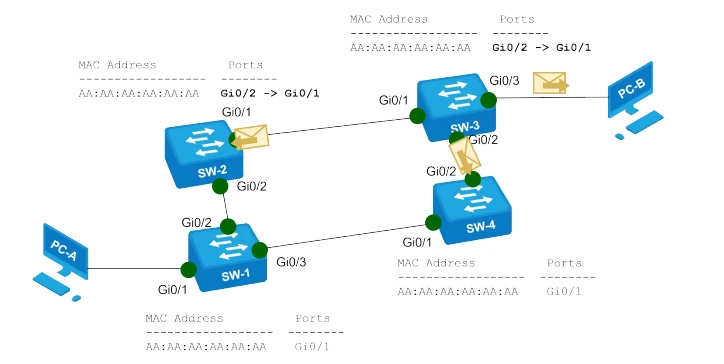 MAC Address Ports
-------------------- --------
AA:AA:AA:AA:AA:AA Gi0/2 -> Gi0/1
MAC Address Ports
-------------------- --------
AA:AA:AA:AA:AA:AA Gi0/2 -> Gi0/1
Gi0/3
PC-B
Gi0/1
Gi0/1
SW-3
Gi0/2
SW-2
Gi0/2
Gi0/2
Gi0/2
SW-4
PC-A
Gi0/1
Gi0/3
SW-1
Gi0/1
MAC Address Ports
-------------------- --------
AA:AA:AA:AA:AA:AA Gi0/1
MAC Address Ports
-------------------- --------
AA:AA:AA:AA:AA:AA Gi0/1